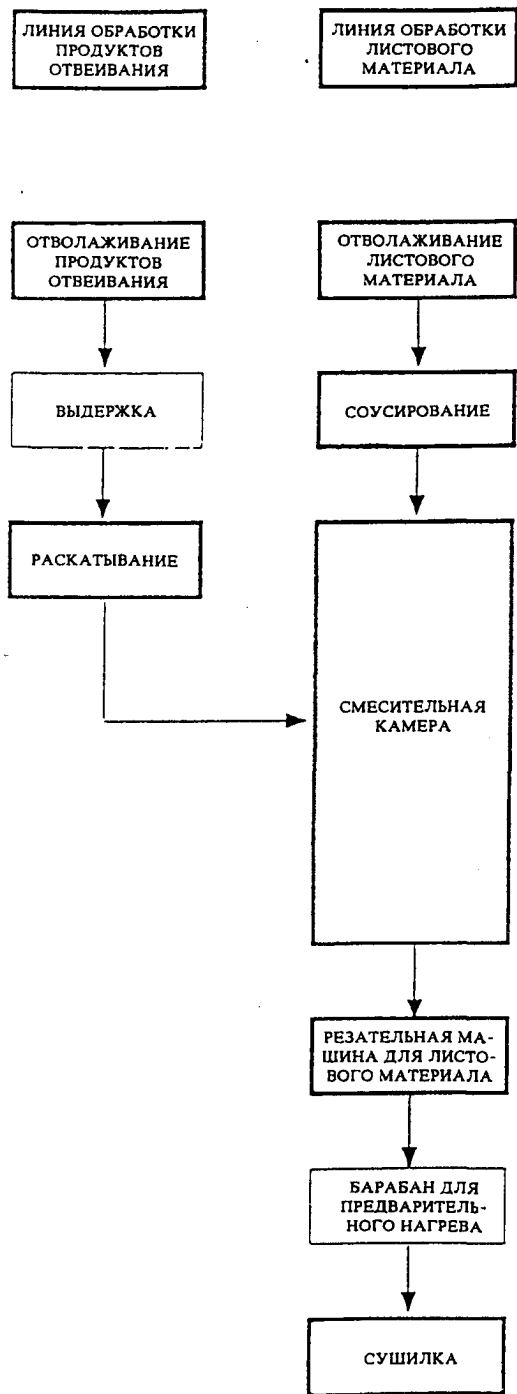 ЛИНИЯ ОБРАБОТКИ
ПРОДУКТОВ
ОТВЕИВАНИЯ
ЛИНИЯ ОБРАБОТКИ
ЛИСТОВОГО
МАТЕРИАЛА
ОТВОЛАЖИВАНИЕ
ПРОДУКТОВ
ОТВЕИВАНИЯ
ОТВОЛАЖИВАНИЕ
ЛИСТОВОГО
МАТЕРИАЛА
ВЫДЕРЖКА
СОУСИРОВАНИЕ
РАСКАТЫВАНИЕ
СМЕСИТЕЛЬНАЯ
КАМЕРА
РЕЗАТЕЛЬНАЯ МА-
ШИНА ДЛЯ ЛИСТО-
ВОГО МАТЕРИАЛА
БАРАБАН ДЛЯ
ПРЕДВАРИТЕЛЬ-
НОГО НАГРЕВА
СУШИЛКА